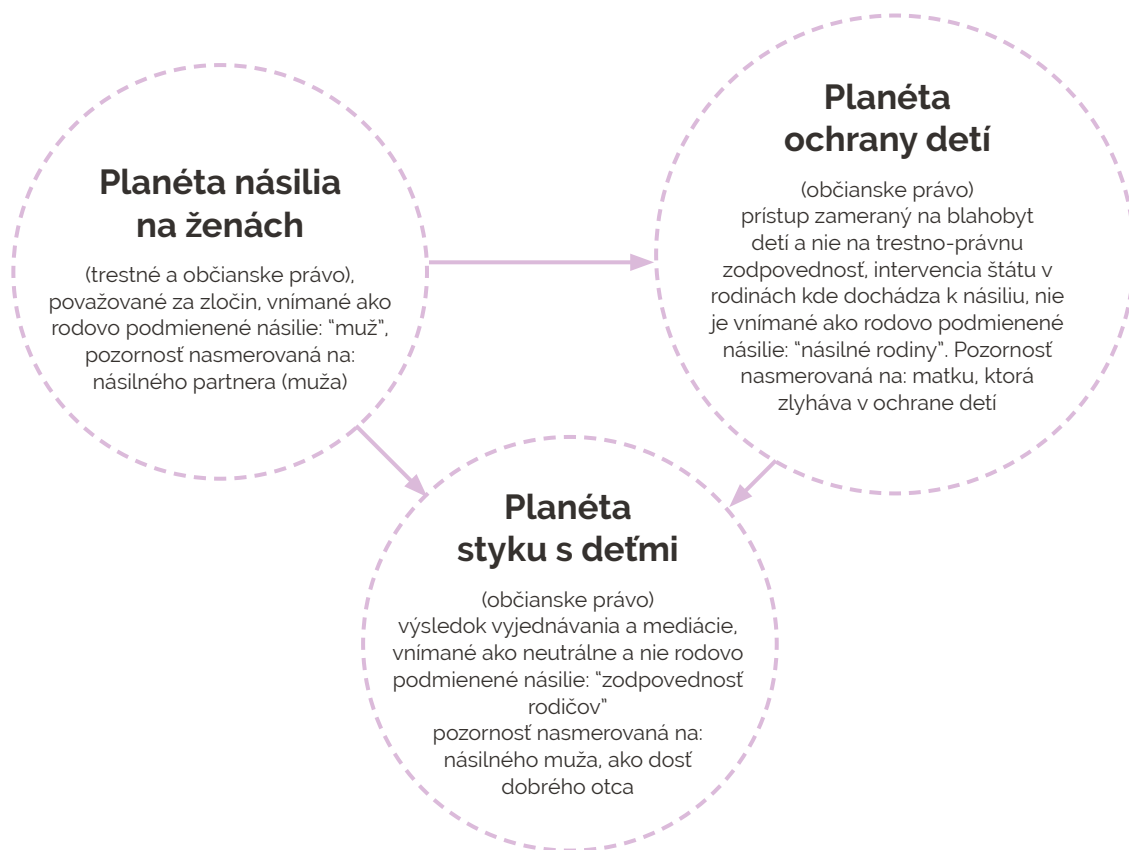 Planéta násilia
na ženách
(trestné a občianske právo),
považované za zločin, vnímané ako
rodovo podmienené násilie: “muž”,
pozornosť nasmerovaná na:
násilného partnera (muža)
Planéta
ochrany detí
(občianske právo)
prístup zameraný na blahobyt
detí a nie na trestno-právnu
zodpovednosť, intervencia štátu v
rodinách kde dochádza k násiliu, nie
je vnímané ako rodovo podmienené
násilie: “násilné rodiny”. Pozornosť
nasmerovaná na: matku, ktorá
zlyháva v ochrane detí
Planéta
styku s deťmi
(občianske právo)
výsledok vyjednávania a mediácie,
vnímané ako neutrálne a nie rodovo
podmienené násilie: “zodpovednosť
rodičov”
pozornosť nasmerovaná na:
násilného muža, ako dosť
dobrého otca